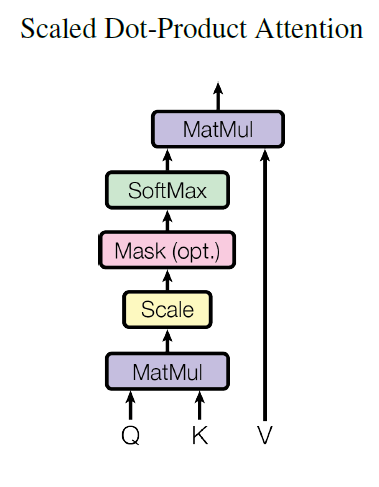 Scaled Dot-Product Attention
MatMul
SoftMax
Mask (opt.)
Scale
MatMul
Q K V